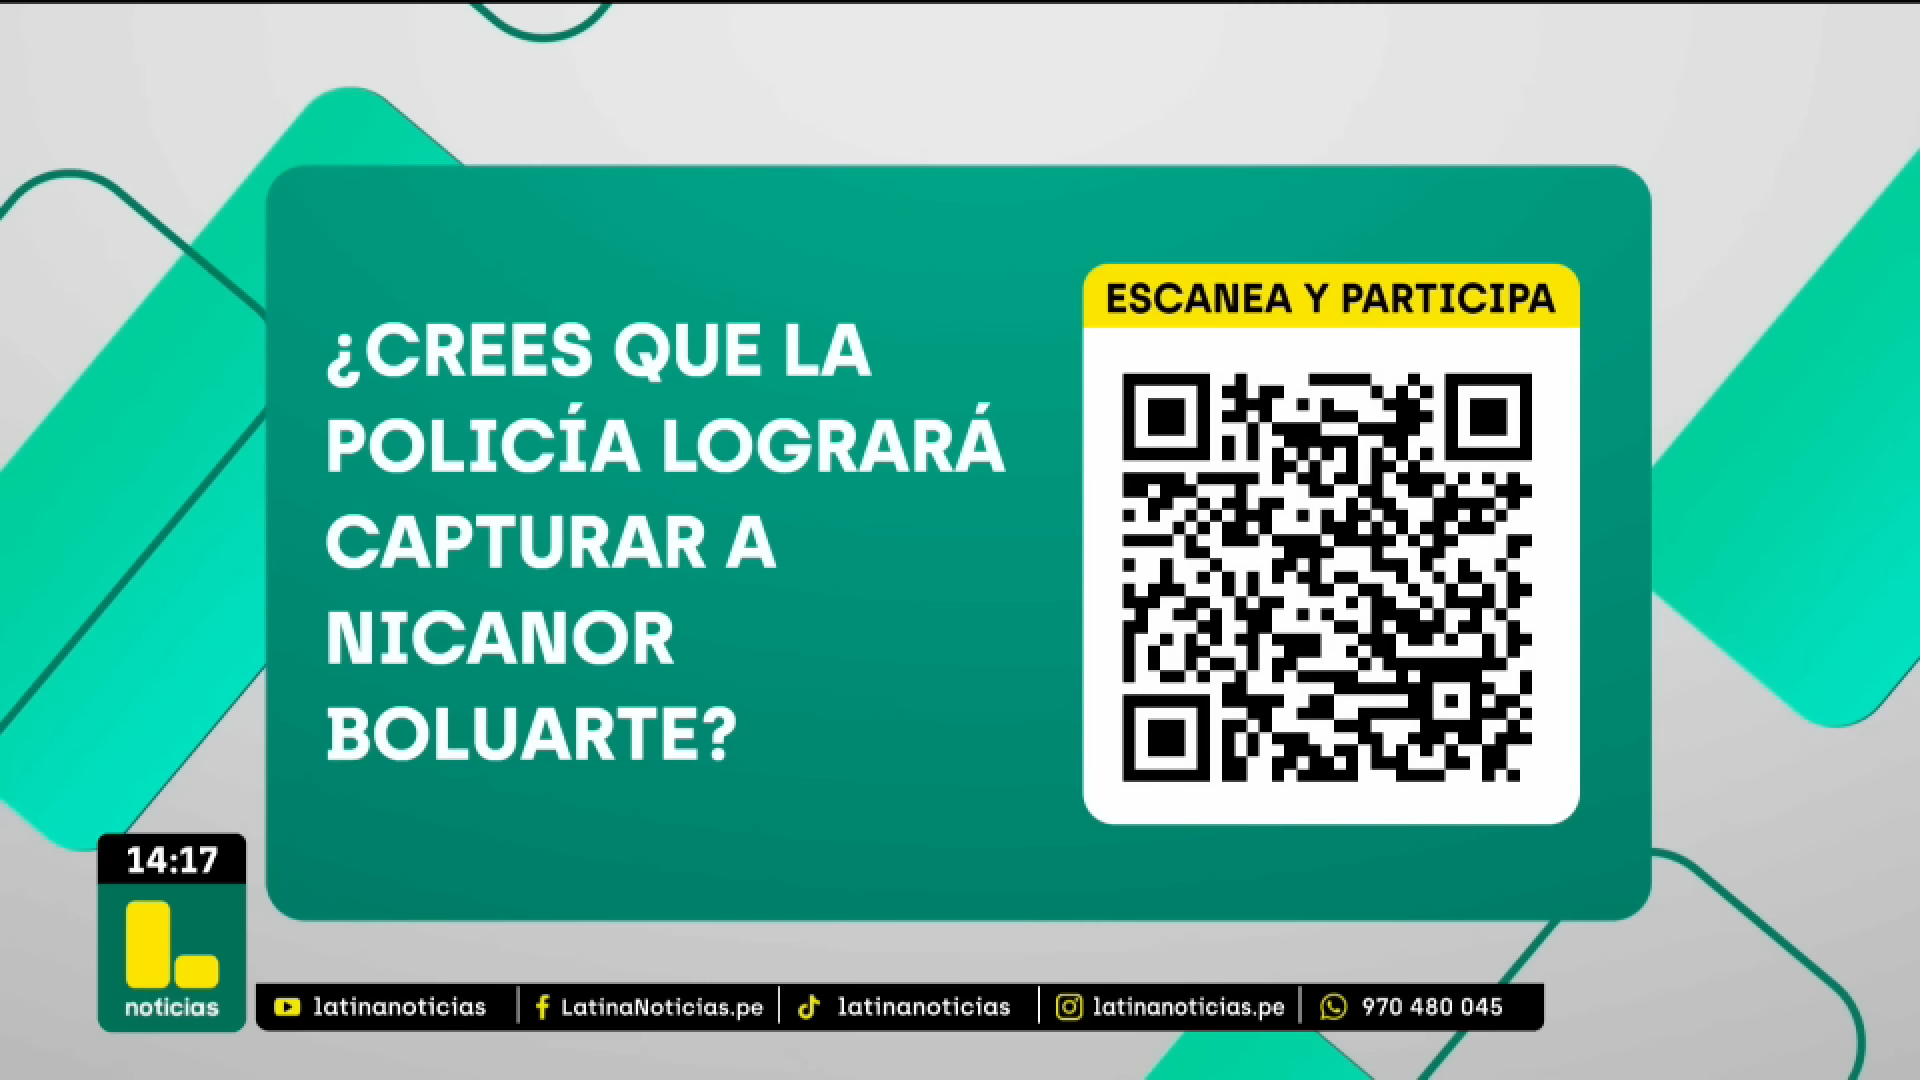 ¿CREES QUE LA
POLICÍA LOGRARÁ
CAPTURAR A
NICANOR
BOLUARTE?
ESCANEA Y PARTICIPA
14:17
noticias
latinanoticias
LatinaNoticias.pe
latinanoticias
latinanoticias.pe
970 480 045